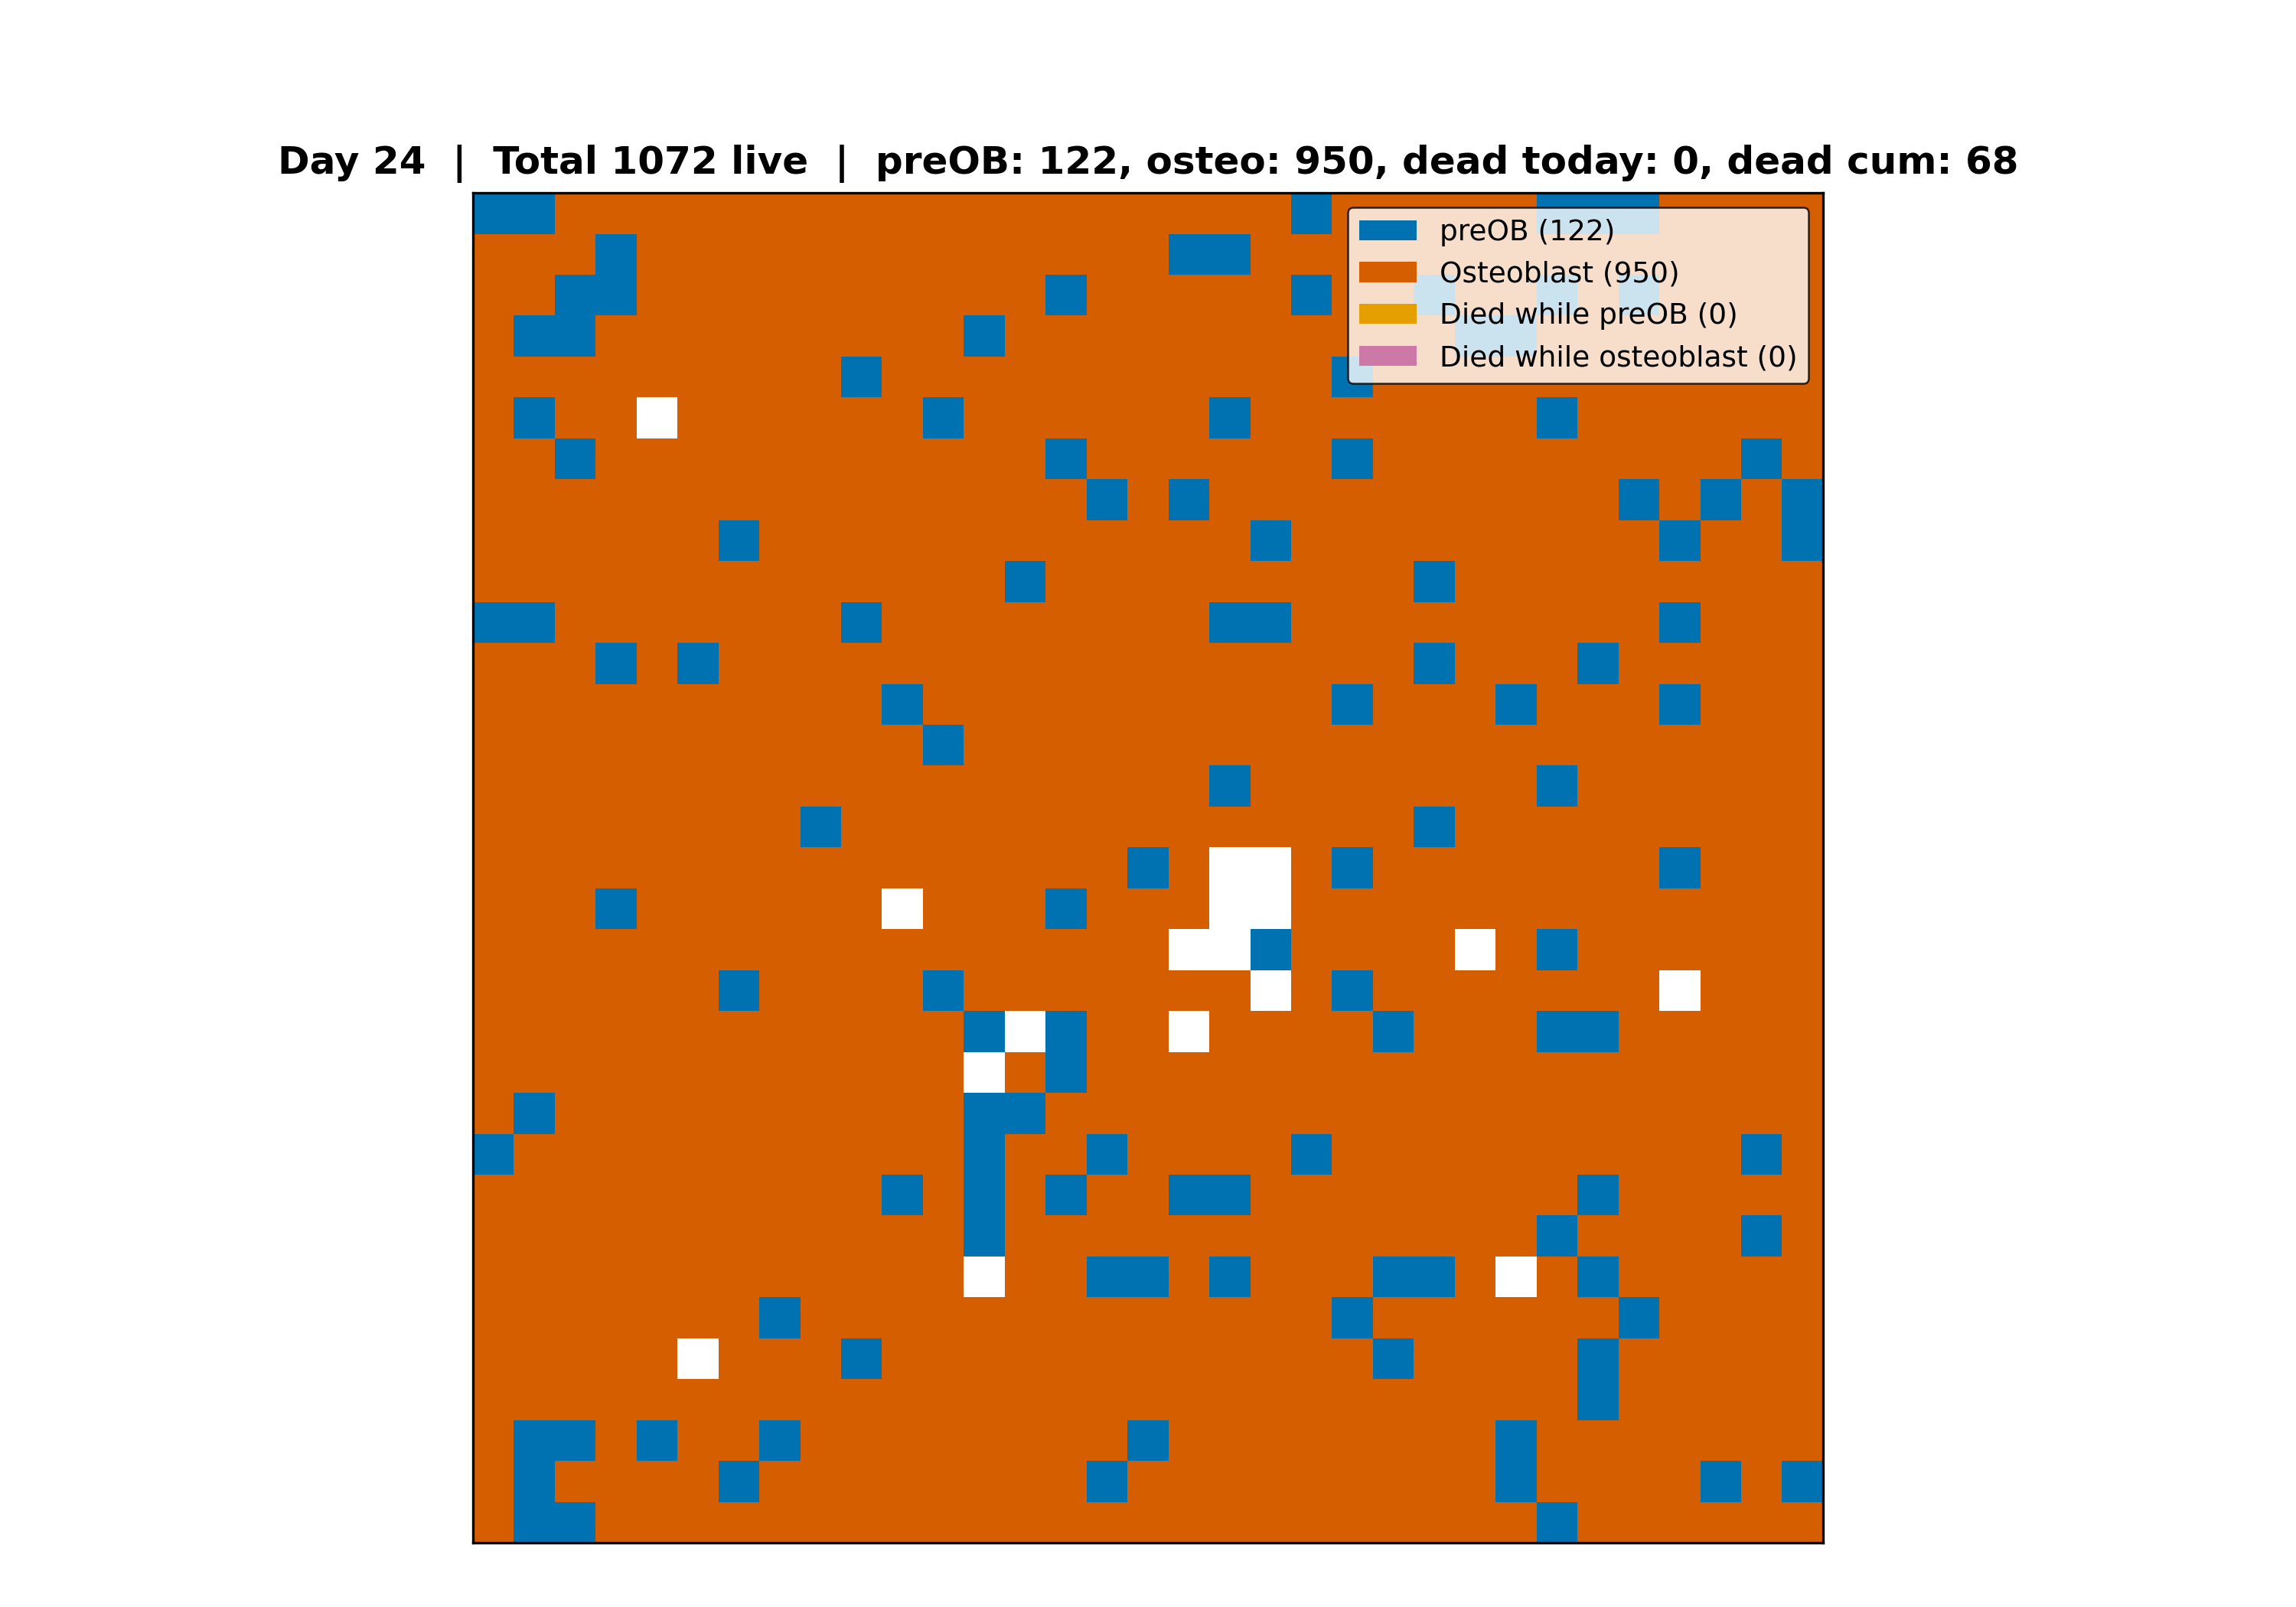 Day 24 | Total 1072 live | preOB: 122, osteo: 950, dead today: 0, dead cum: 68
preOB (122)
Osteoblast (950)
Died while preOB (0)
Died while osteoblast (0)